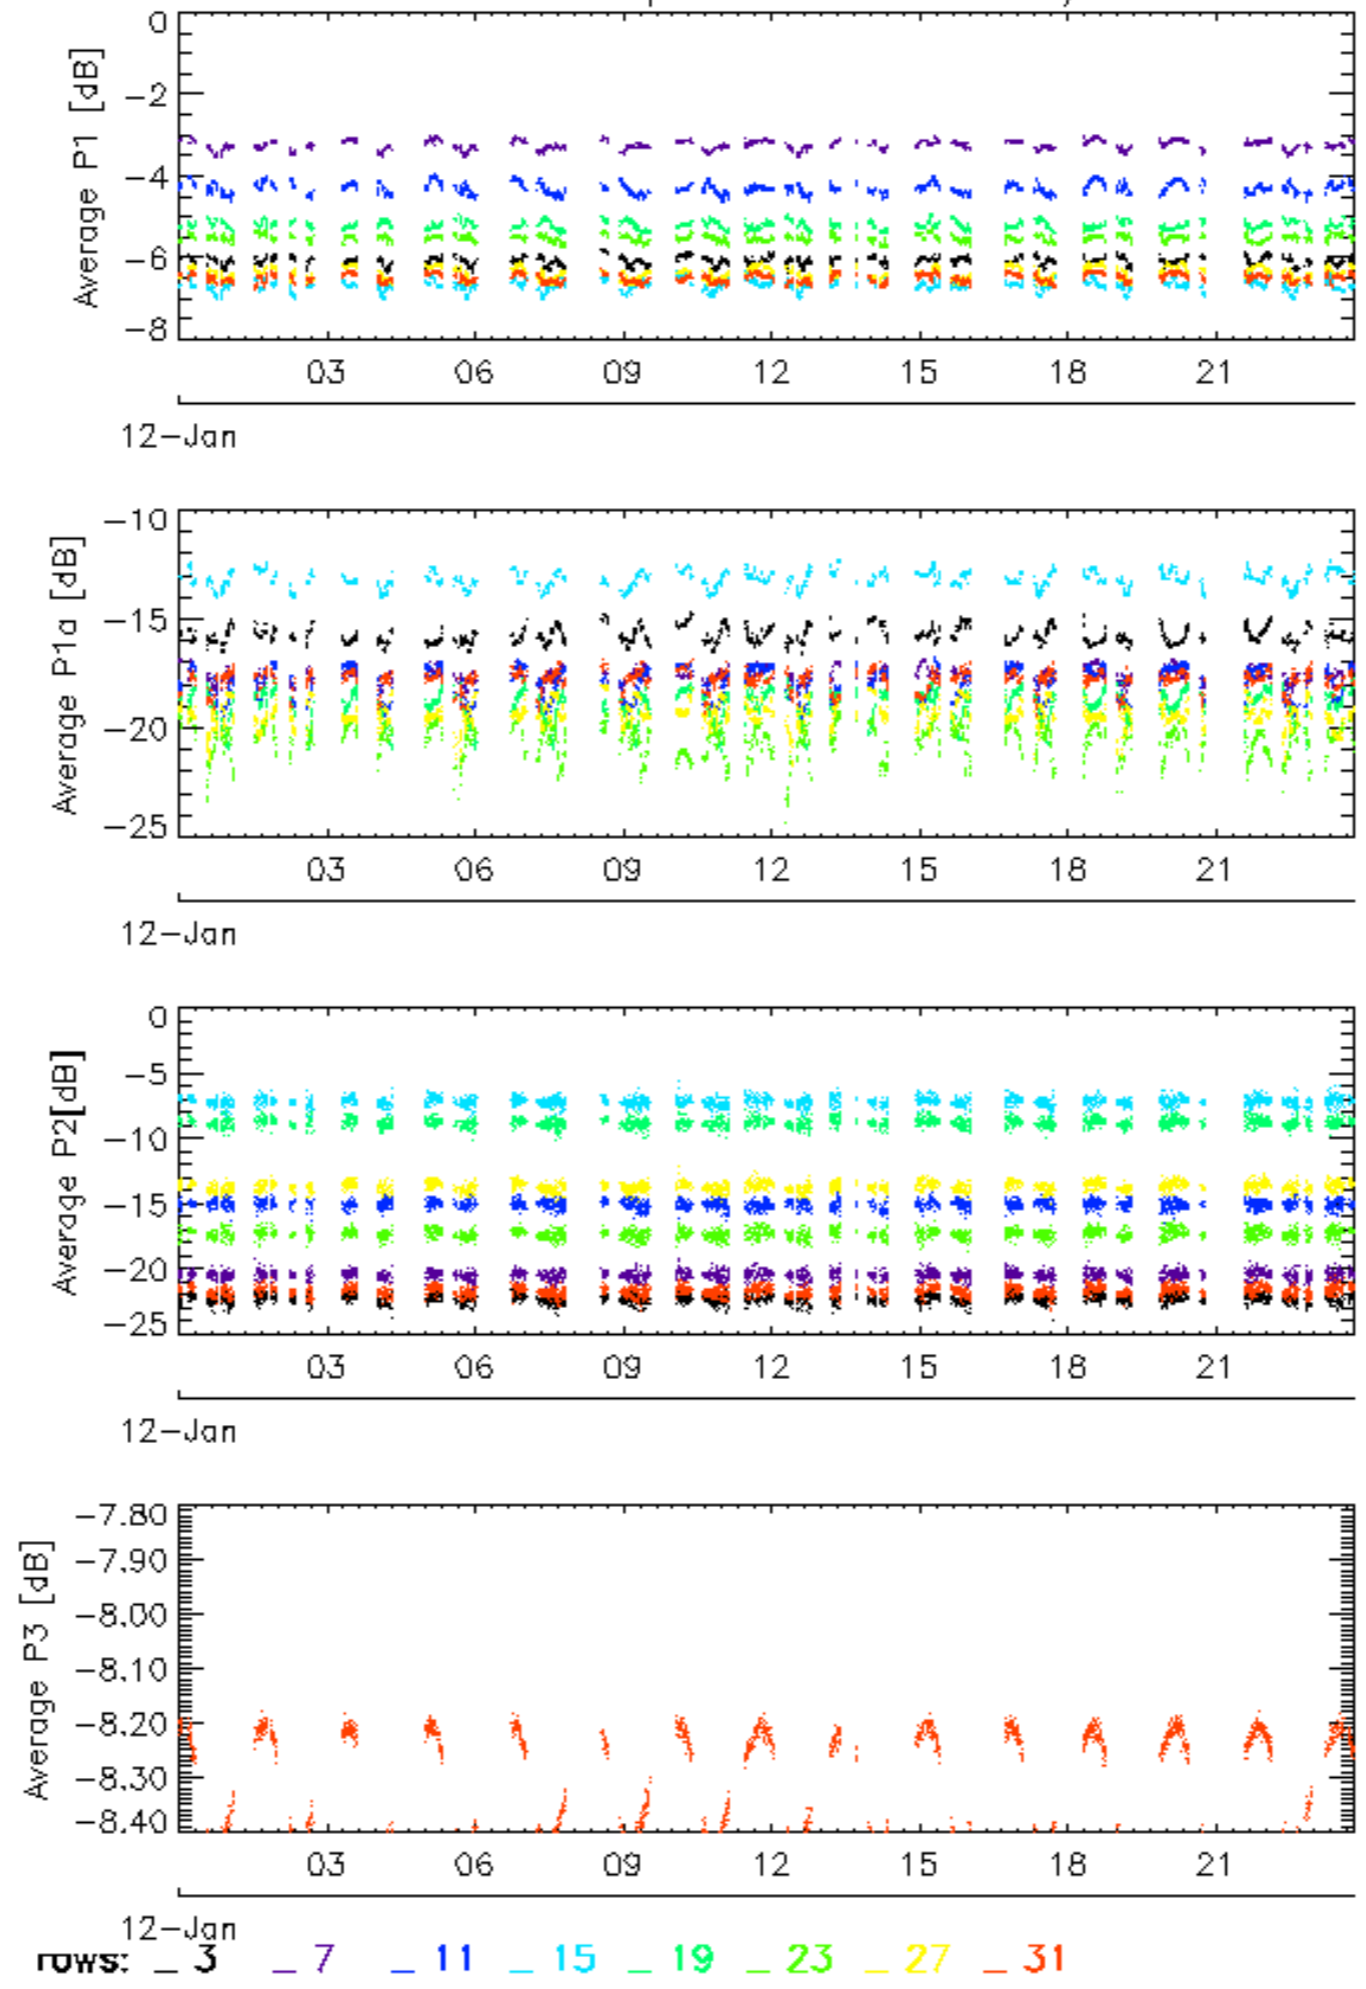 0
−2
−4
−6
−8
Average P1 [dB]
03 06 09 12 15 18 21
12−Jan
−10
−15
−20
−25
Average P1a [dB]
03 06 09 12 15 18 21
12−Jan
0
−5
−10
−15
−20
−25
Average P2[dB]
03 06 09 12 15 18 21
12−Jan
−7.80
−7.90
−8.00
−8.10
−8.20
−8.30
−8.40
Average P3 [dB]
03 06 09 12 15 18 21
12−Jan
rows: _ 3 _ 7 _ 11 _ 15 _ 19 _ 23 _ 27 _ 31